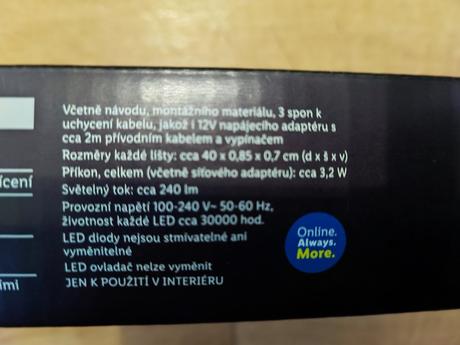 Včetně návodu, montážního materiálu, 3 spon k
uchycení kabelu, jakož i 12V napájecího adaptéru s
cca 2m přívodním kabelem a vypínačem
Rozměry každé lišty: cca 40 x 0,85 x 0,7 cm (d x š x v)
Příkon, celkem (včetně síťového adaptéru): cca 3,2 W
Světelný tok: cca 240 lm
Provozní napětí 100-240 V~ 50-60 Hz,
životnost každé LED cca 30000 hod.
LED diody nejsou stmívatelné ani
vyměnitelné
LED ovladač nelze vyměnit
JEN K POUŽITÍ V INTERIÉRU
Online.
Always.
More.
ícení